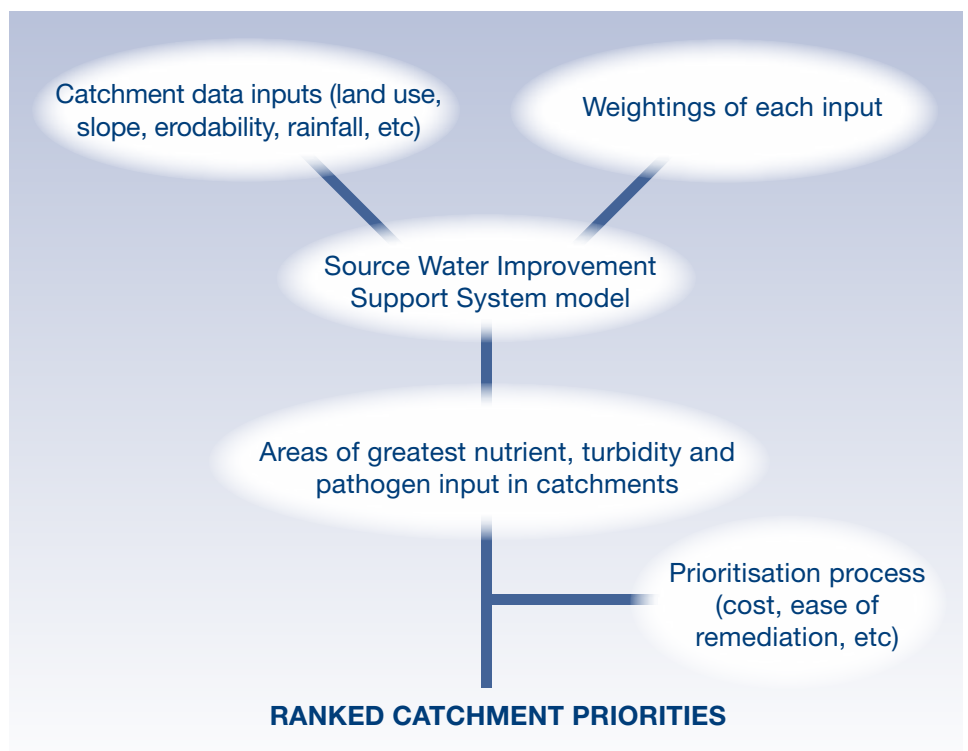 Catchment data inputs (land use,
slope, erodability, rainfall, etc)
Weightings of each input
Source Water Improvement
Support System model
Areas of greatest nutrient, turbidity and
pathogen input in catchments
Prioritisation process
(cost, ease of
remediation, etc)
RANKED CATCHMENT PRIORITIES